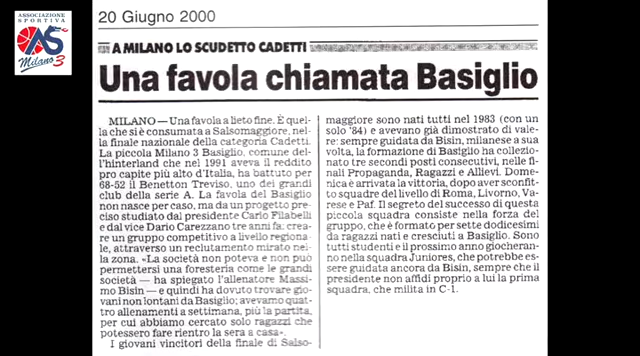 ASSOCIAZIONE
SPORTIVA
AS
Milano 3
20 Giugno 2000
A MILANO LO SCUDETTO CADETTI
Una favola chiamata Basiglio
MILANO — Una favola a lieto fine. È quel-
la che si è consumata a Salsomaggiore, nel-
la finale nazionale della categoria Cadetti.
La piccola Milano 3 Basiglio, comune del-
l'hinterland che nel 1991 aveva il reddito
pro capite più alto d'Italia, ha battuto per
68-52 il Benetton Treviso, uno dei grandi
club della serie A. La favola del Basiglio
non nasce per caso, ma da un progetto pre-
ciso studiato dal presidente Carlo Filabelli
e dal vice Dario Carezzano tre anni fa: cre-
are un gruppo competitivo a livello regiona-
le, attraverso un reclutamento mirato nel-
la zona. «La società non poteva e non può
permettersi una foresteria come le grandi
società — ha spiegato l'allenatore Massi-
mo Bisin — e quindi ha dovuto trovare gio-
vani non lontani da Basiglio; avevamo quat-
tro allenamenti a settimana, più la partita,
per cui abbiamo cercato solo ragazzi che
potessero fare rientro la sera a casa».
I giovani vincitori della finale di Salso-
maggiore sono nati tutti nel 1983 (con un
solo '84) e avevano già dimostrato di vale-
re: sempre guidata da Bisin, milanese a sua
volta, la formazione di Basiglio ha colleziona-
to tre secondi posti consecutivi, nelle fi-
nali Propaganda, Ragazzi e Allievi. Dome-
nica è arrivata la vittoria, dopo aver sconfit-
to squadre del livello di Roma, Livorno, Va-
rese e Paf. Il segreto del successo di questa
piccola squadra consiste nella forza del
gruppo, che è formato per sette dodicesimi
da ragazzi nati e cresciuti a Basiglio. Sono
tutti studenti e il prossimo anno giocheran-
no nella squadra Juniores, che potrebbe es-
sere guidata ancora da Bisin, sempre che il
presidente non affidi proprio a lui la prima
squadra, che milita in C-1.